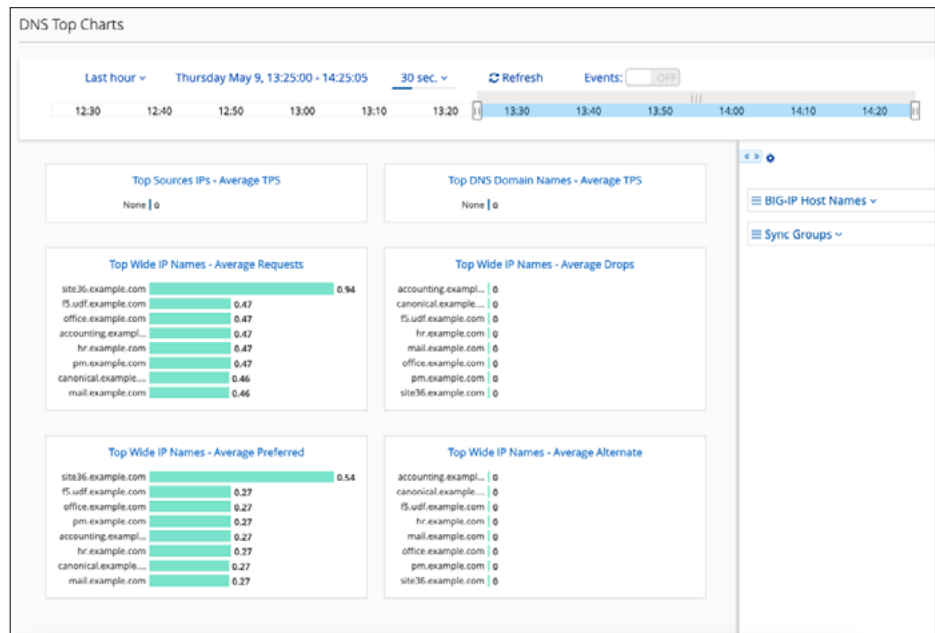 DNS Top Charts
Last hour Thursday May 9, 13:25:00 - 14:25:05 30 sec. Refresh Events: OFF
12:30 12:40 12:50 13:00 13:10 13:20 13:30 13:40 13:50 14:00 14:10 14:20
Top Sources IPs - Average TPS
None 0
Top DNS Domain Names - Average TPS
None 0
BIG-IP Host Names
Sync Groups
Top Wide IP Names - Average Requests
site36.example.com 0.94
f5.udf.example.com 0.47
office.example.com 0.47
accounting.exampl... 0.47
hr.example.com 0.47
pm.example.com 0.47
canonical.example.... 0.46
mail.example.com 0.46
Top Wide IP Names - Average Drops
accounting.exampl... 0
canonical.example.... 0
f5.udf.example.com 0
hr.example.com 0
mail.example.com 0
office.example.com 0
pm.example.com 0
site36.example.com 0
Top Wide IP Names - Average Preferred
site36.example.com 0.54
f5.udf.example.com 0.27
office.example.com 0.27
pm.example.com 0.27
accounting.exampl... 0.27
hr.example.com 0.27
canonical.example.... 0.27
mail.example.com 0.27
Top Wide IP Names - Average Alternate
accounting.exampl... 0
canonical.example.... 0
f5.udf.example.com 0
hr.example.com 0
mail.example.com 0
office.example.com 0
pm.example.com 0
site36.example.com 0